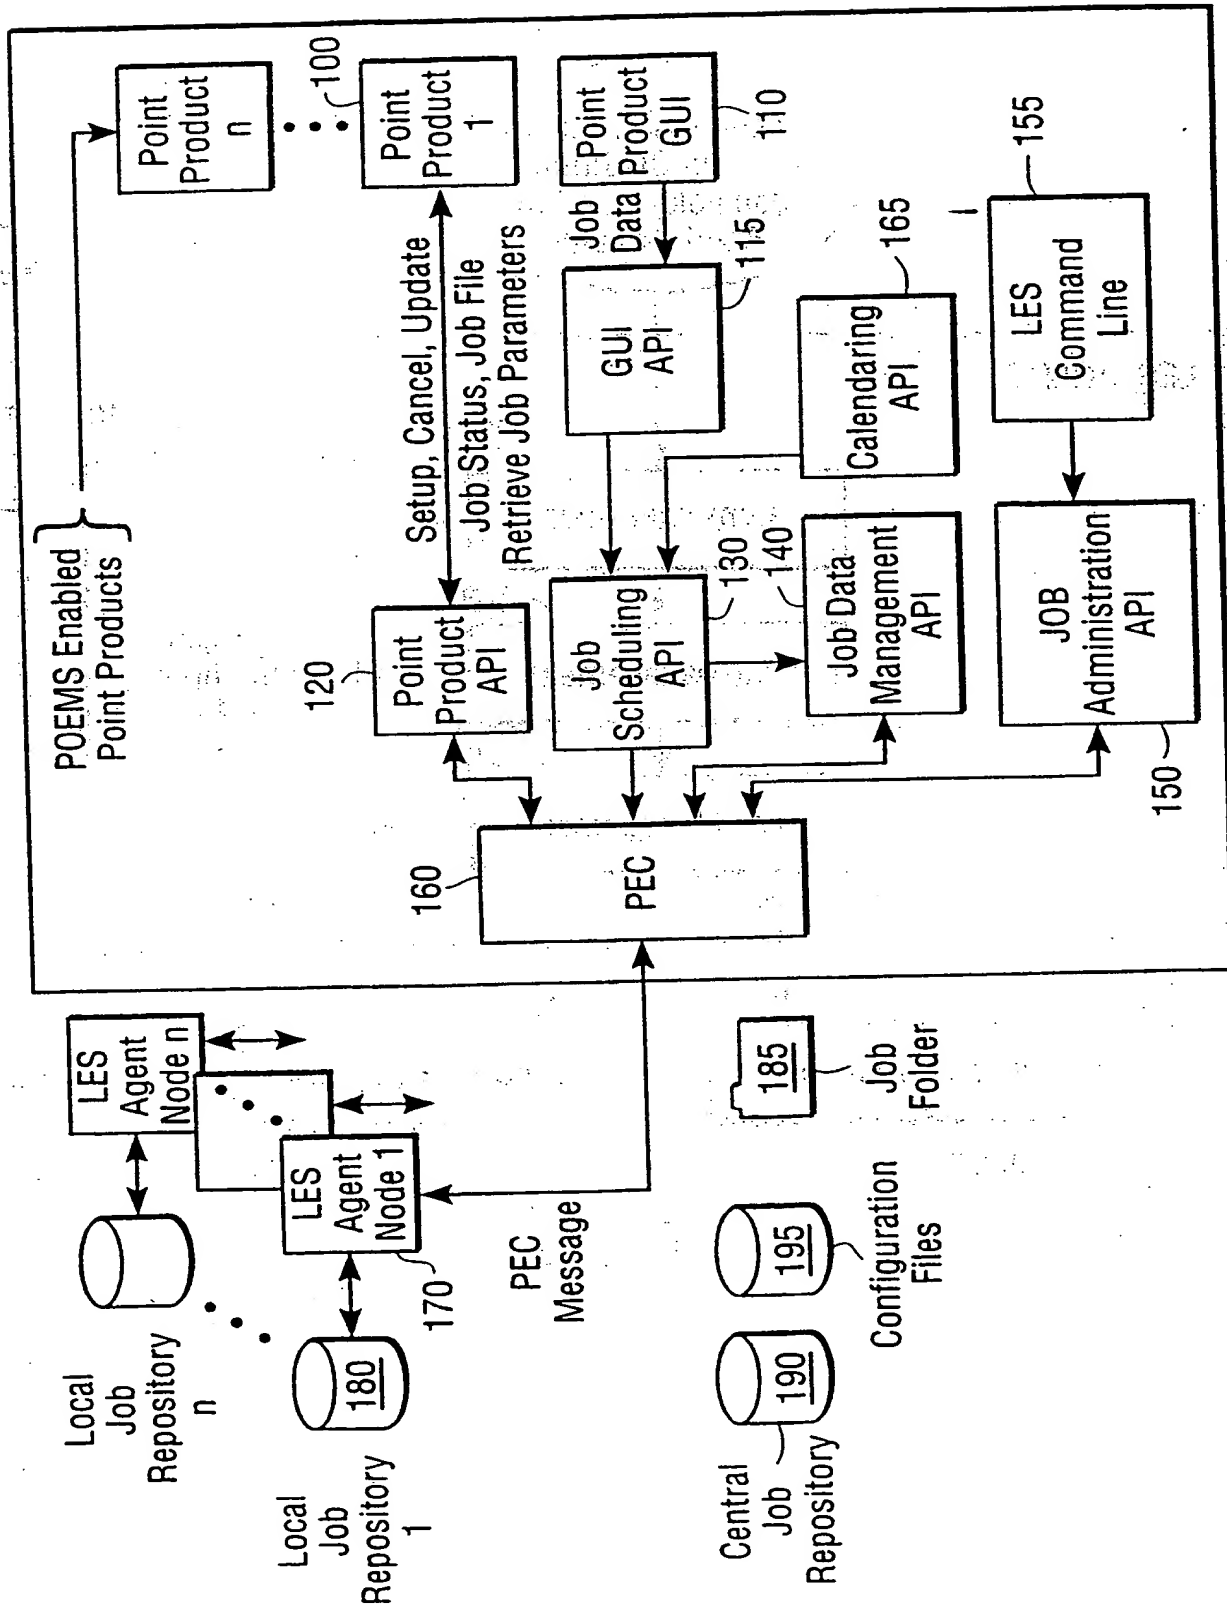 POEMS Enabled
Point Products
Point
Product
n
100
Point
Product
1
Setup, Cancel, Update
Job Status, Job File
Retrieve Job Parameters
120
Point
Product
API
Point
Product
GUI
110
Job
Data
GUI
API
115
Job
Scheduling
API
130
Calendaring
API
165
140
Job Data
Management
API
LES
Command
Line
155
JOB
Administration
API
150
160
PEC
LES
Agent
Node n
LES
Agent
Node 1
170
PEC
Message
Local
Job
Repository
n
180
Local
Job
Repository
1
185
Job
Folder
195
Configuration
Files
190
Central
Job
Repository